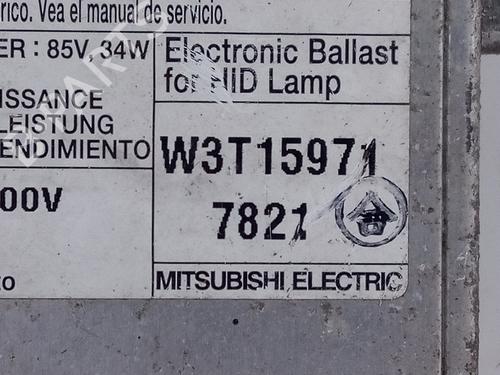 rico. Vea el manual de servicio.
ER : 85V, 34W
Electronic Ballast
for HID Lamp
ISSANCE
LEISTUNG
ENDIMIENTO
W3T15971
00V
7821
MITSUBISHI ELECTRIC